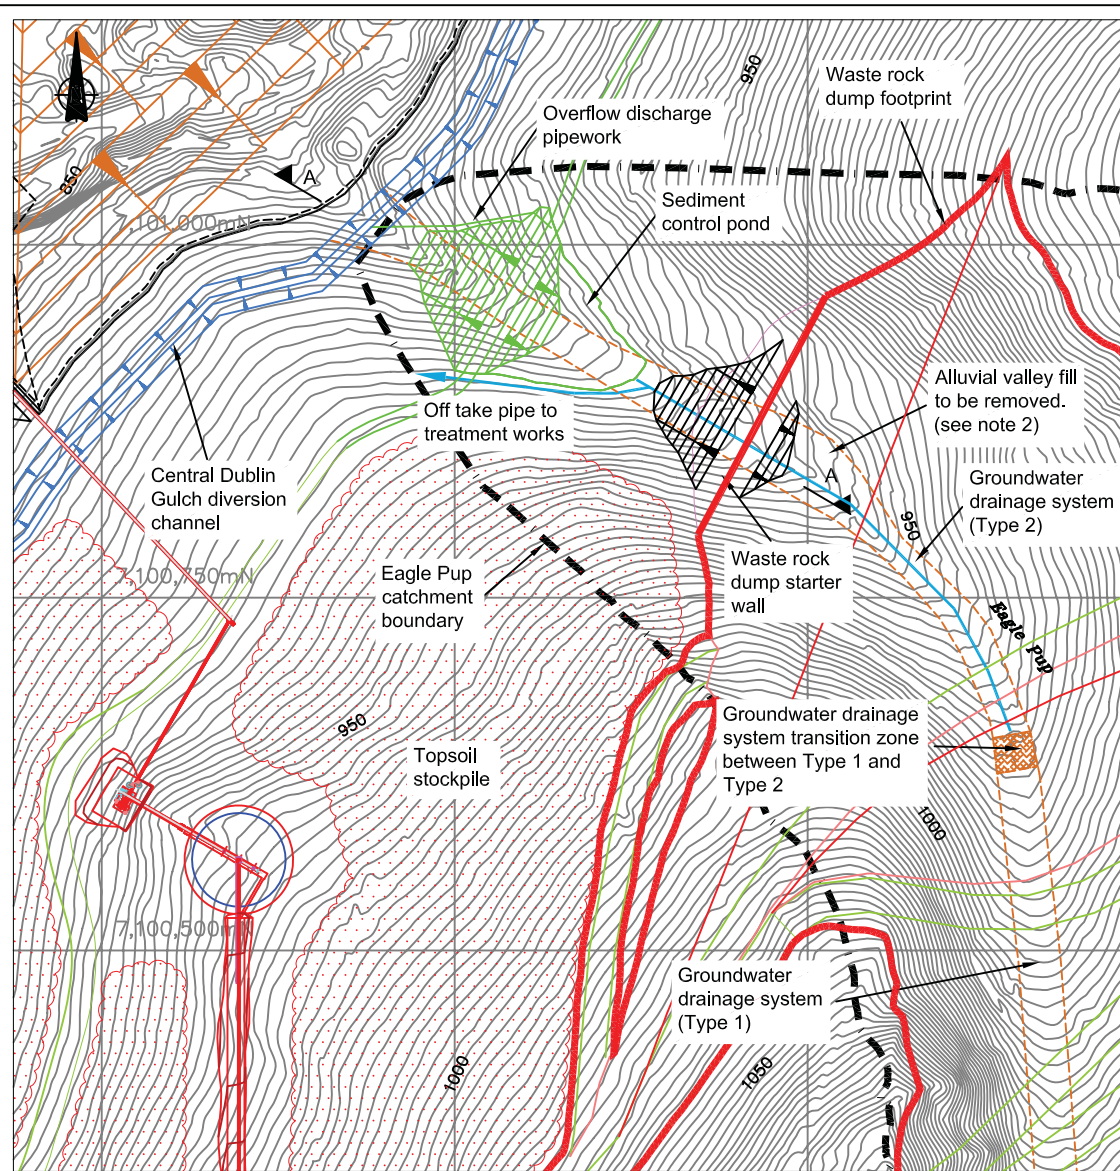 950
Waste rock
dump footprint
Overflow discharge
pipework
850
A
Sediment
control pond
7,101,000mN
Alluvial valley fill
to be removed.
(see note 2)
Off take pipe to
treatment works
Central Dublin
Gulch diversion
channel
A
Groundwater
drainage system
(Type 2)
950
Waste rock
dump starter
wall
7,100,750mN
Eagle Pup
catchment
boundary
Eagle Pup
950
Groundwater drainage
system transition zone
between Type 1 and
Type 2
Topsoil
stockpile
1000
7,100,500mN
Groundwater
drainage system
(Type 1)
1000
1050